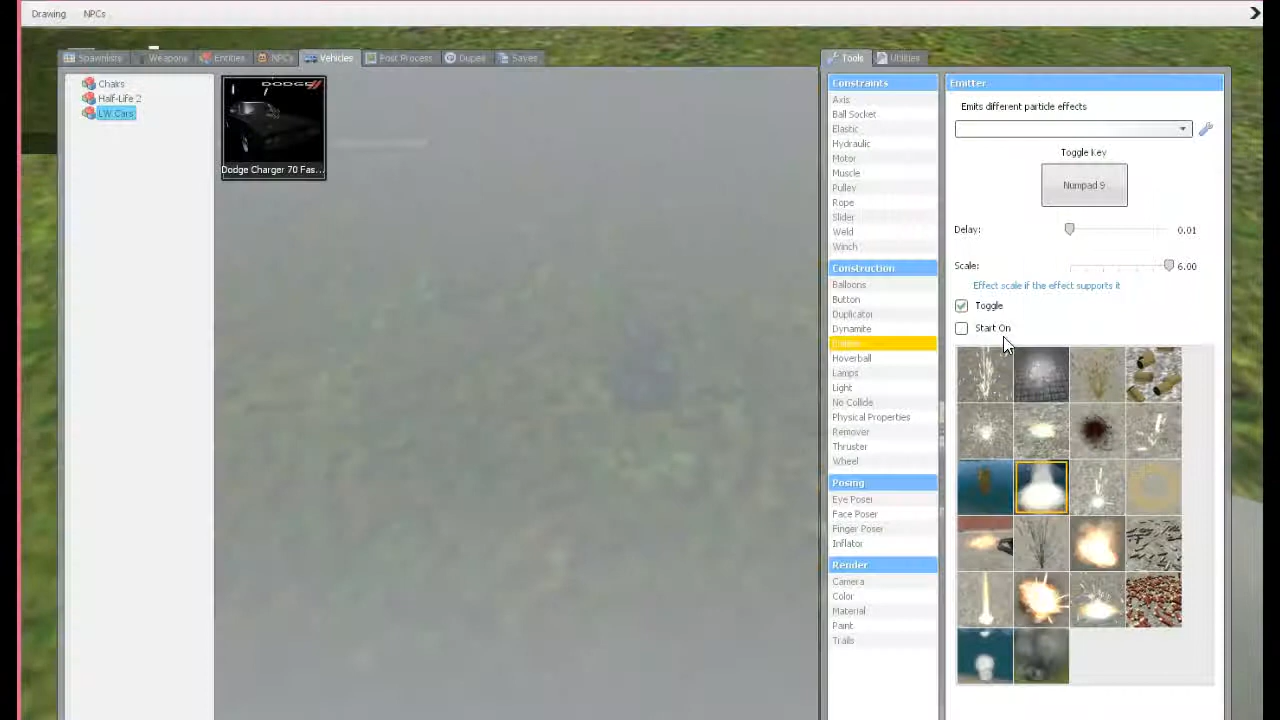 Drawing NPCs
Spawnlists Weapons Entities NPCs Vehicles Post Process Dupes Saves
Tools Utilities
Chairs
Half-Life 2
LW Cars
DODGE
Dodge Charger 70 Fas...
Constraints
Axis
Ball Socket
Elastic
Hydraulic
Motor
Muscle
Pulley
Rope
Slider
Weld
Winch
Construction
Balloons
Button
Duplicator
Dynamite
Emitter
Hoverball
Lamps
Light
No Collide
Physical Properties
Remover
Thruster
Wheel
Posing
Eye Poser
Face Poser
Finger Poser
Inflator
Render
Camera
Color
Material
Paint
Trails
Emitter
Emits different particle effects
Toggle Key
Numpad 9
Delay: 0.01
Scale: 6.00
Effect scale if the effect supports it
Toggle
Start On